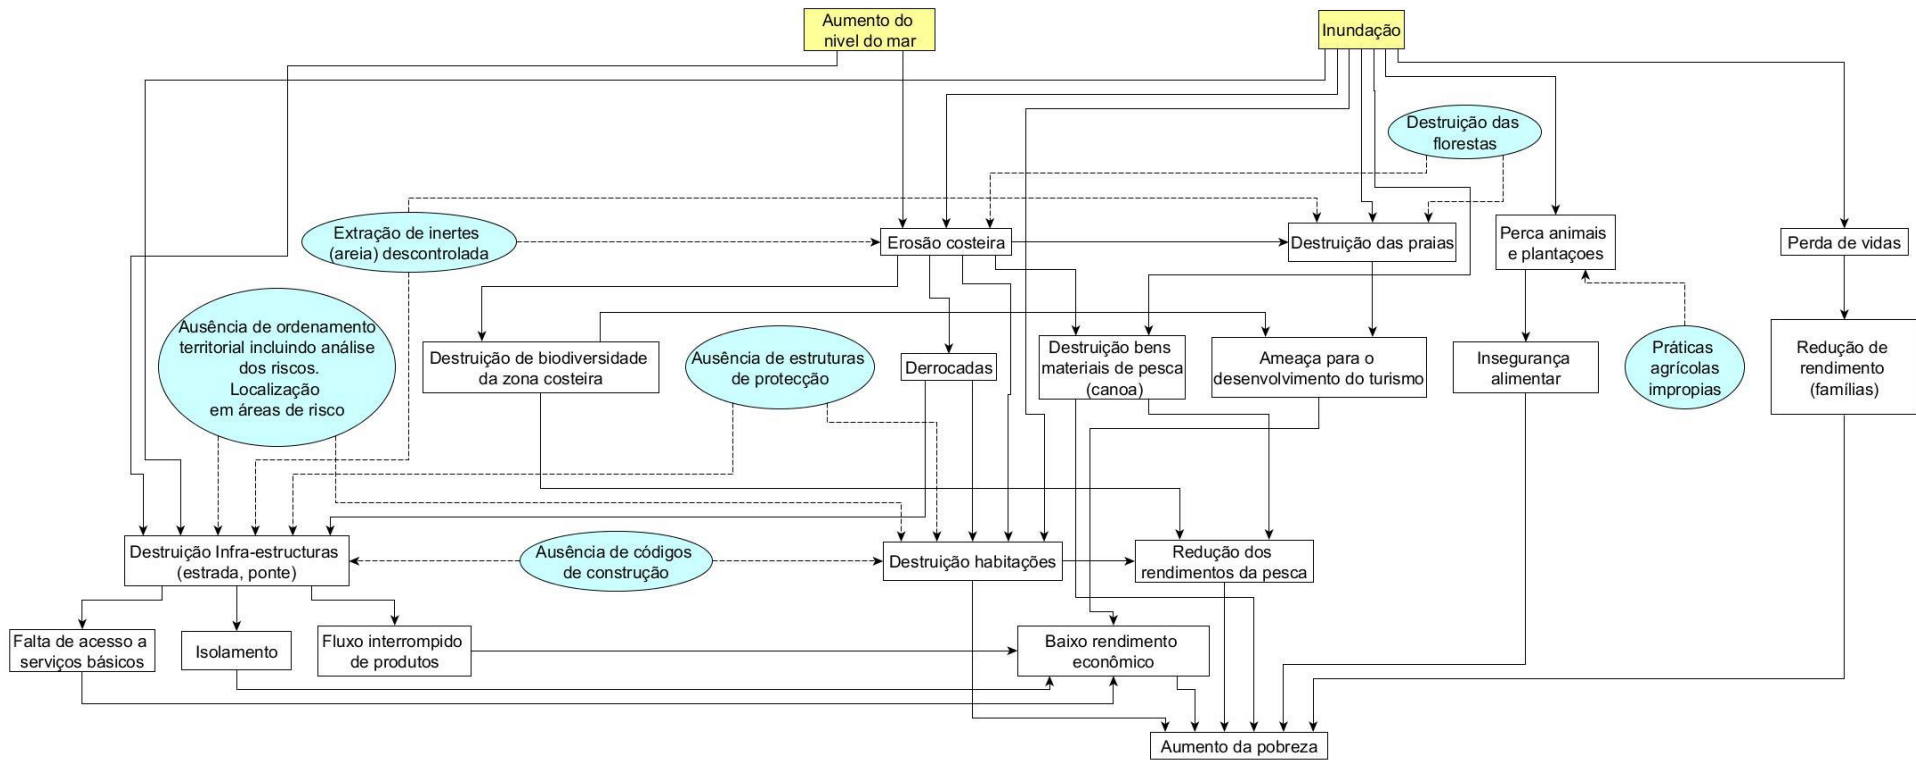 Aumento do
nivel do mar
Inundação
Destruição das
florestas
Extração de inertes
(areia) descontrolada
Erosão costeira
Destruição das praias
Perca animais
e plantaçoes
Perda de vidas
Ausência de ordenamento
territorial incluindo análise
dos riscos.
Localização
em áreas de risco
Destruição de biodiversidade
da zona costeira
Ausência de estruturas
de protecção
Derrocadas
Destruição bens
materiais de pesca
(canoa)
Ameaça para o
desenvolvimento do turismo
Insegurança
alimentar
Práticas
agrícolas
impropias
Redução de
rendimento
(famílias)
Destruição Infra-estructuras
(estrada, ponte)
Ausência de códigos
de construção
Destruição habitações
Redução dos
rendimentos da pesca
Falta de acesso a
serviços básicos
Isolamento
Fluxo interrompido
de produtos
Baixo rendimento
econômico
Aumento da pobreza